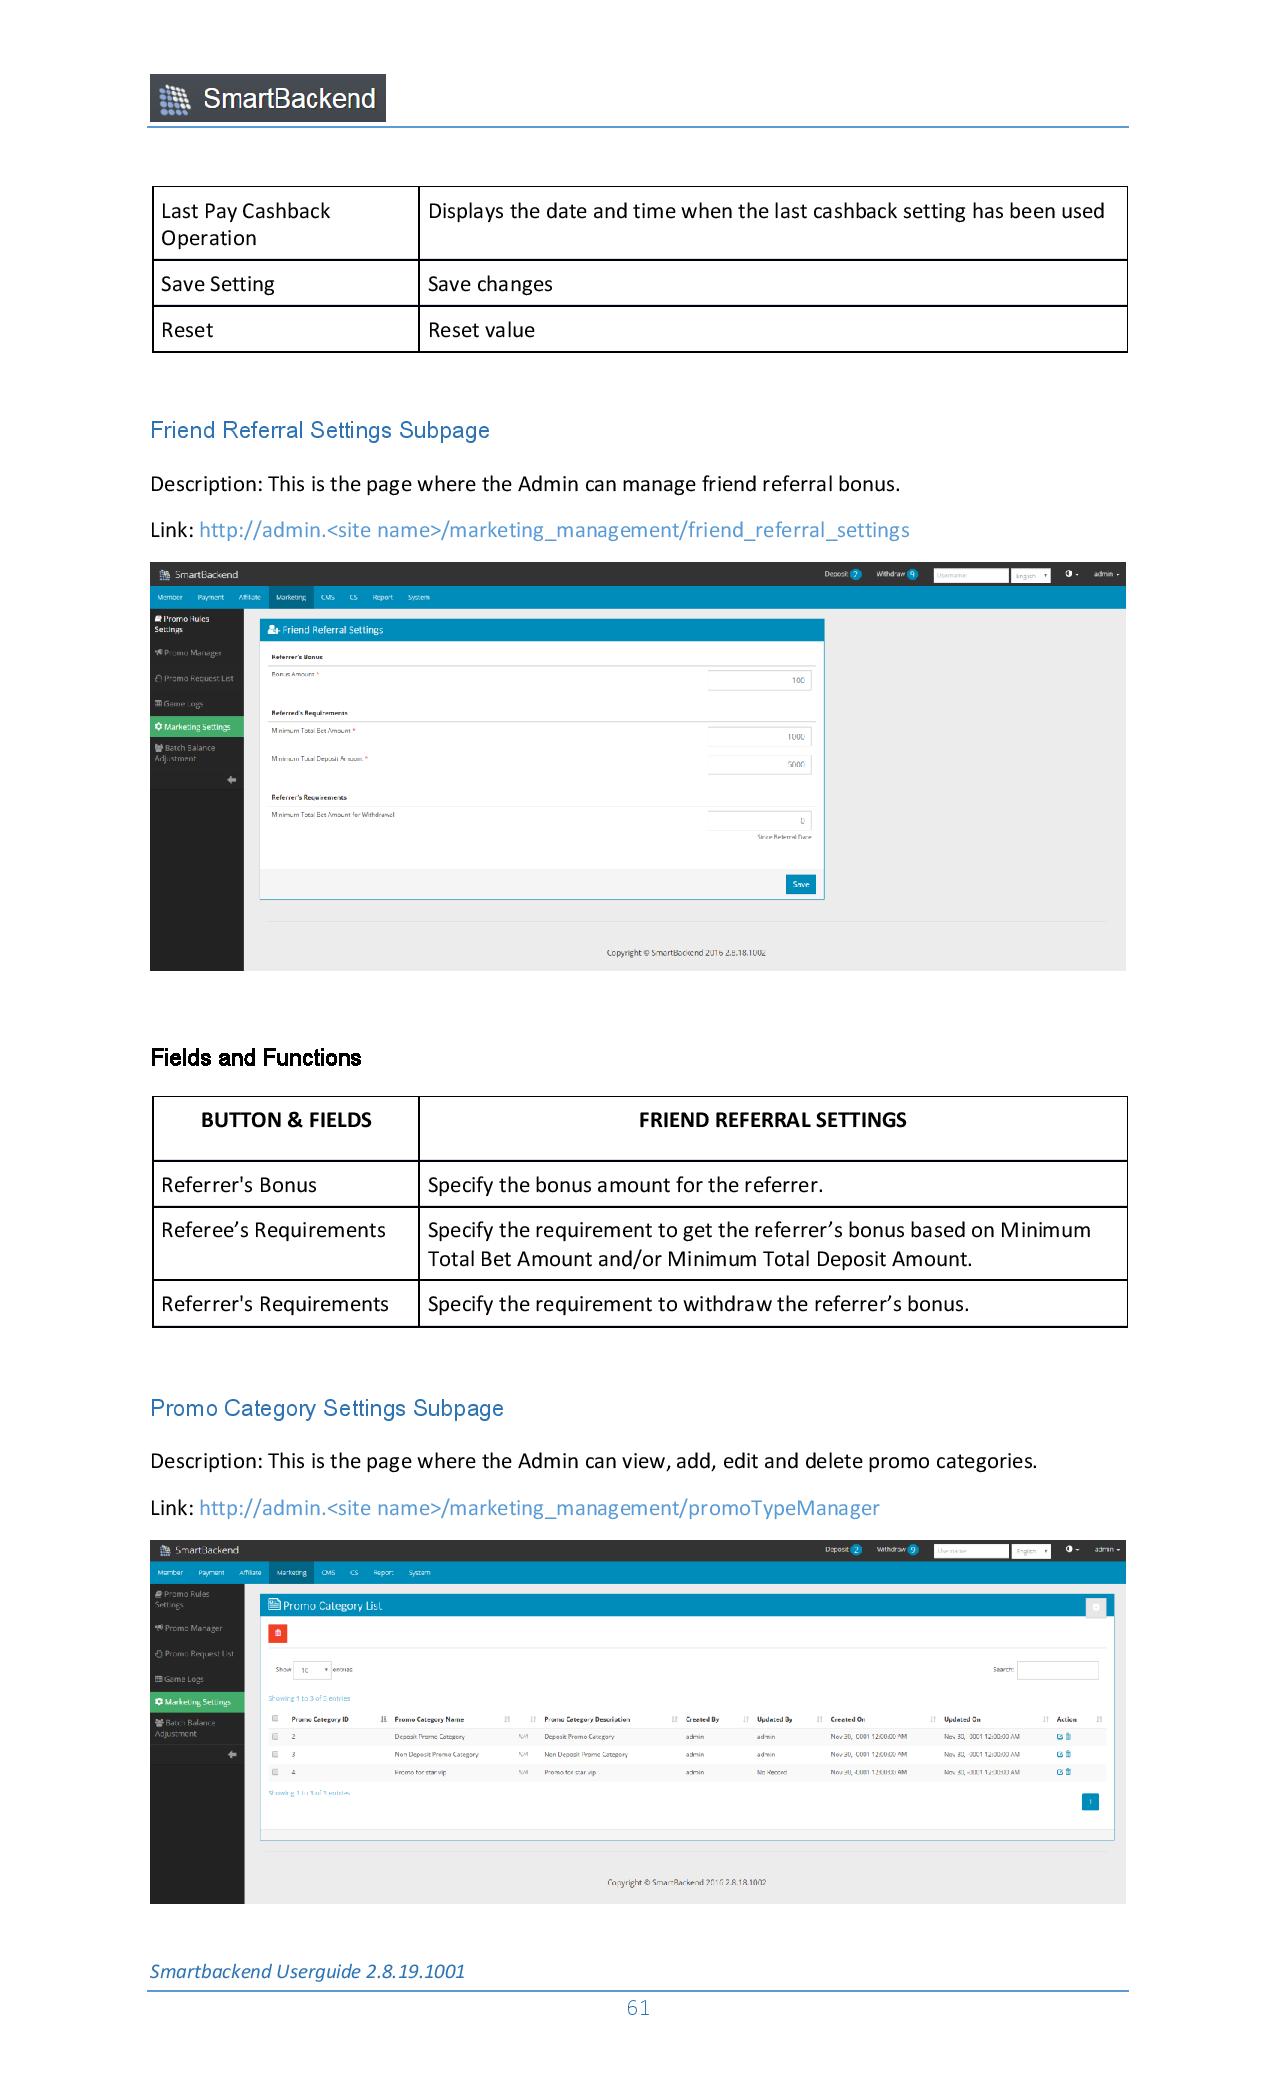 SmartBackend
Last Pay Cashback
Operation
Displays the date and time when the last cashback setting has been used
Save Setting
Save changes
Reset
Reset value
Friend Referral Settings Subpage
Description: This is the page where the Admin can manage friend referral bonus.
Link: http://admin.<site name>/marketing_management/friend_referral_settings
SmartBackend
Deposit 2 Withdraw 9 Username English admin
Member Payment Affiliate Marketing CMS CS Report System
Promo Rules
Settings
Promo Manager
Promo Request List
Game Logs
Marketing Settings
Batch Balance
Adjustment
Friend Referral Settings
Referrer's Bonus
Bonus Amount *
100
Referred's Requirements
Minimum Total Bet Amount *
1000
Minimum Total Deposit Amount *
5000
Referrer's Requirements
Minimum Total Bet Amount for Withdrawal
0
Since Referral Date
Save
Copyright © SmartBackend 2016 2.8.18.1002
Fields and Functions
BUTTON & FIELDS
FRIEND REFERRAL SETTINGS
Referrer's Bonus
Specify the bonus amount for the referrer.
Referee’s Requirements
Specify the requirement to get the referrer’s bonus based on Minimum
Total Bet Amount and/or Minimum Total Deposit Amount.
Referrer's Requirements
Specify the requirement to withdraw the referrer’s bonus.
Promo Category Settings Subpage
Description: This is the page where the Admin can view, add, edit and delete promo categories.
Link: http://admin.<site name>/marketing_management/promoTypeManager
SmartBackend
Deposit 2 Withdraw 9 Username English admin
Member Payment Affiliate Marketing CMS CS Report System
Promo Rules
Settings
Promo Manager
Promo Request List
Game Logs
Marketing Settings
Batch Balance
Adjustment
Promo Category List
Show 10 entries
Search:
Showing 1 to 3 of 3 entries
Promo Category ID Promo Category Name Promo Category Description Created By Updated By Created On Updated On Action
2 Deposit Promo Category N/A Deposit Promo Category admin admin Nov 30, -0001 12:00:00 AM Nov 30, -0001 12:00:00 AM
3 Non Deposit Promo Category N/A Non Deposit Promo Category admin admin Nov 30, -0001 12:00:00 AM Nov 30, -0001 12:00:00 AM
4 Promo for star vip N/A Promo for star vip admin No Record Nov 30, -0001 12:00:00 AM Nov 30, -0001 12:00:00 AM
Showing 1 to 3 of 3 entries
1
Copyright © SmartBackend 2016 2.8.18.1002
Smartbackend Userguide 2.8.19.1001
61